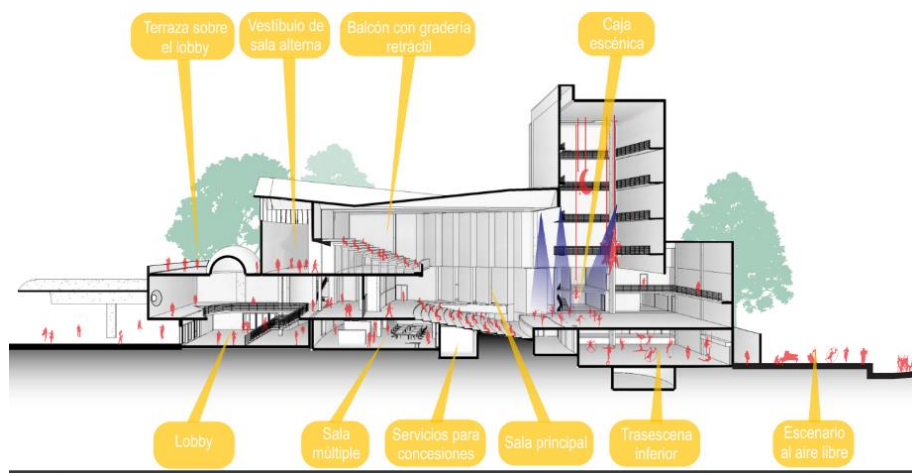 Terraza sobre
el lobby
Vestíbulo de
sala alterna
Balcón con gradería
retráctil
Caja
escénica
Lobby
Sala
múltiple
Servicios para
concesiones
Sala principal
Trasescena
inferior
Escenario
al aire libre